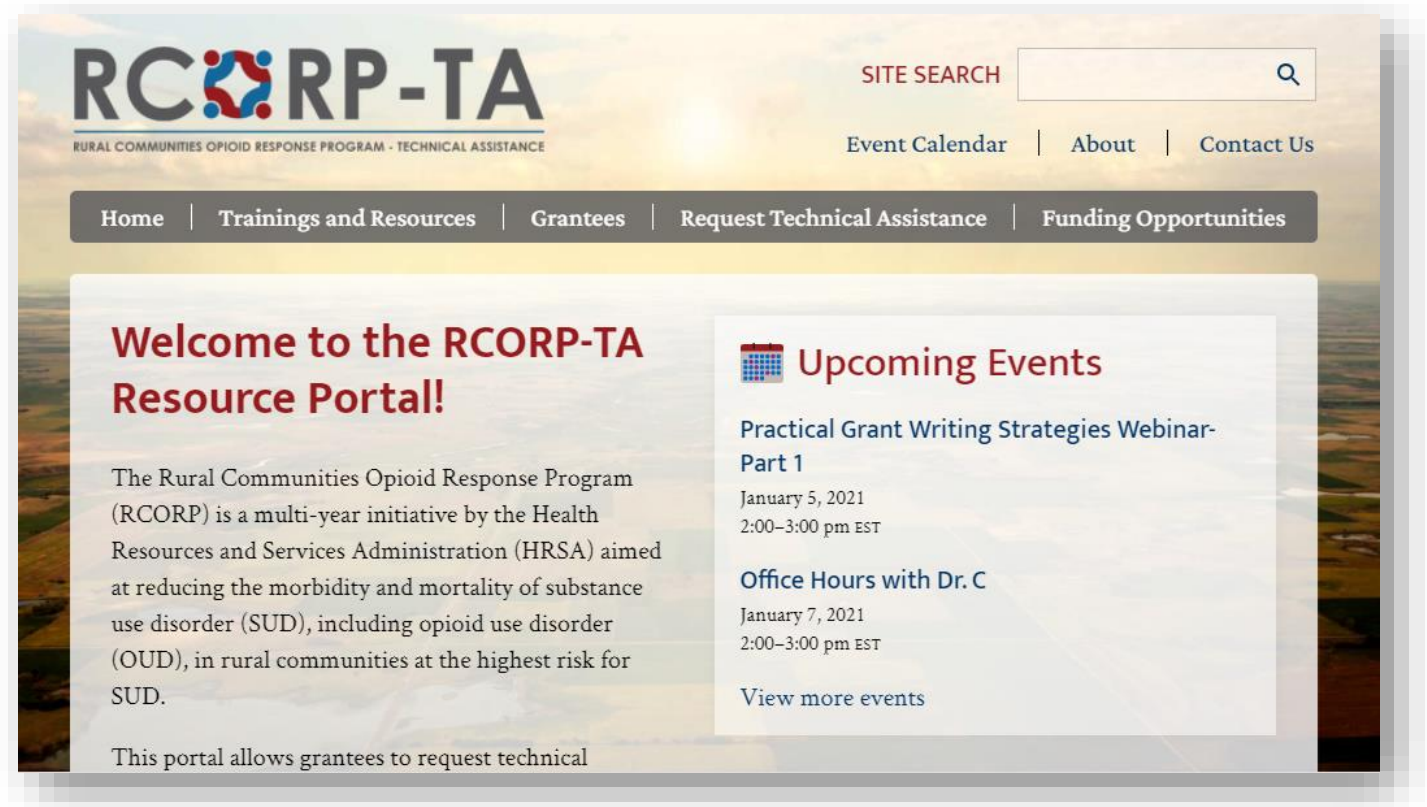 RCORP-TA
RURAL COMMUNITIES OPIOID RESPONSE PROGRAM - TECHNICAL ASSISTANCE
SITE SEARCH
Event Calendar | About | Contact Us
Home | Trainings and Resources | Grantees | Request Technical Assistance | Funding Opportunities
Welcome to the RCORP-TA
Resource Portal!
The Rural Communities Opioid Response Program
(RCORP) is a multi-year initiative by the Health
Resources and Services Administration (HRSA) aimed
at reducing the morbidity and mortality of substance
use disorder (SUD), including opioid use disorder
(OUD), in rural communities at the highest risk for
SUD.
This portal allows grantees to request technical
Upcoming Events
Practical Grant Writing Strategies Webinar-
Part 1
January 5, 2021
2:00–3:00 pm EST
Office Hours with Dr. C
January 7, 2021
2:00–3:00 pm EST
View more events